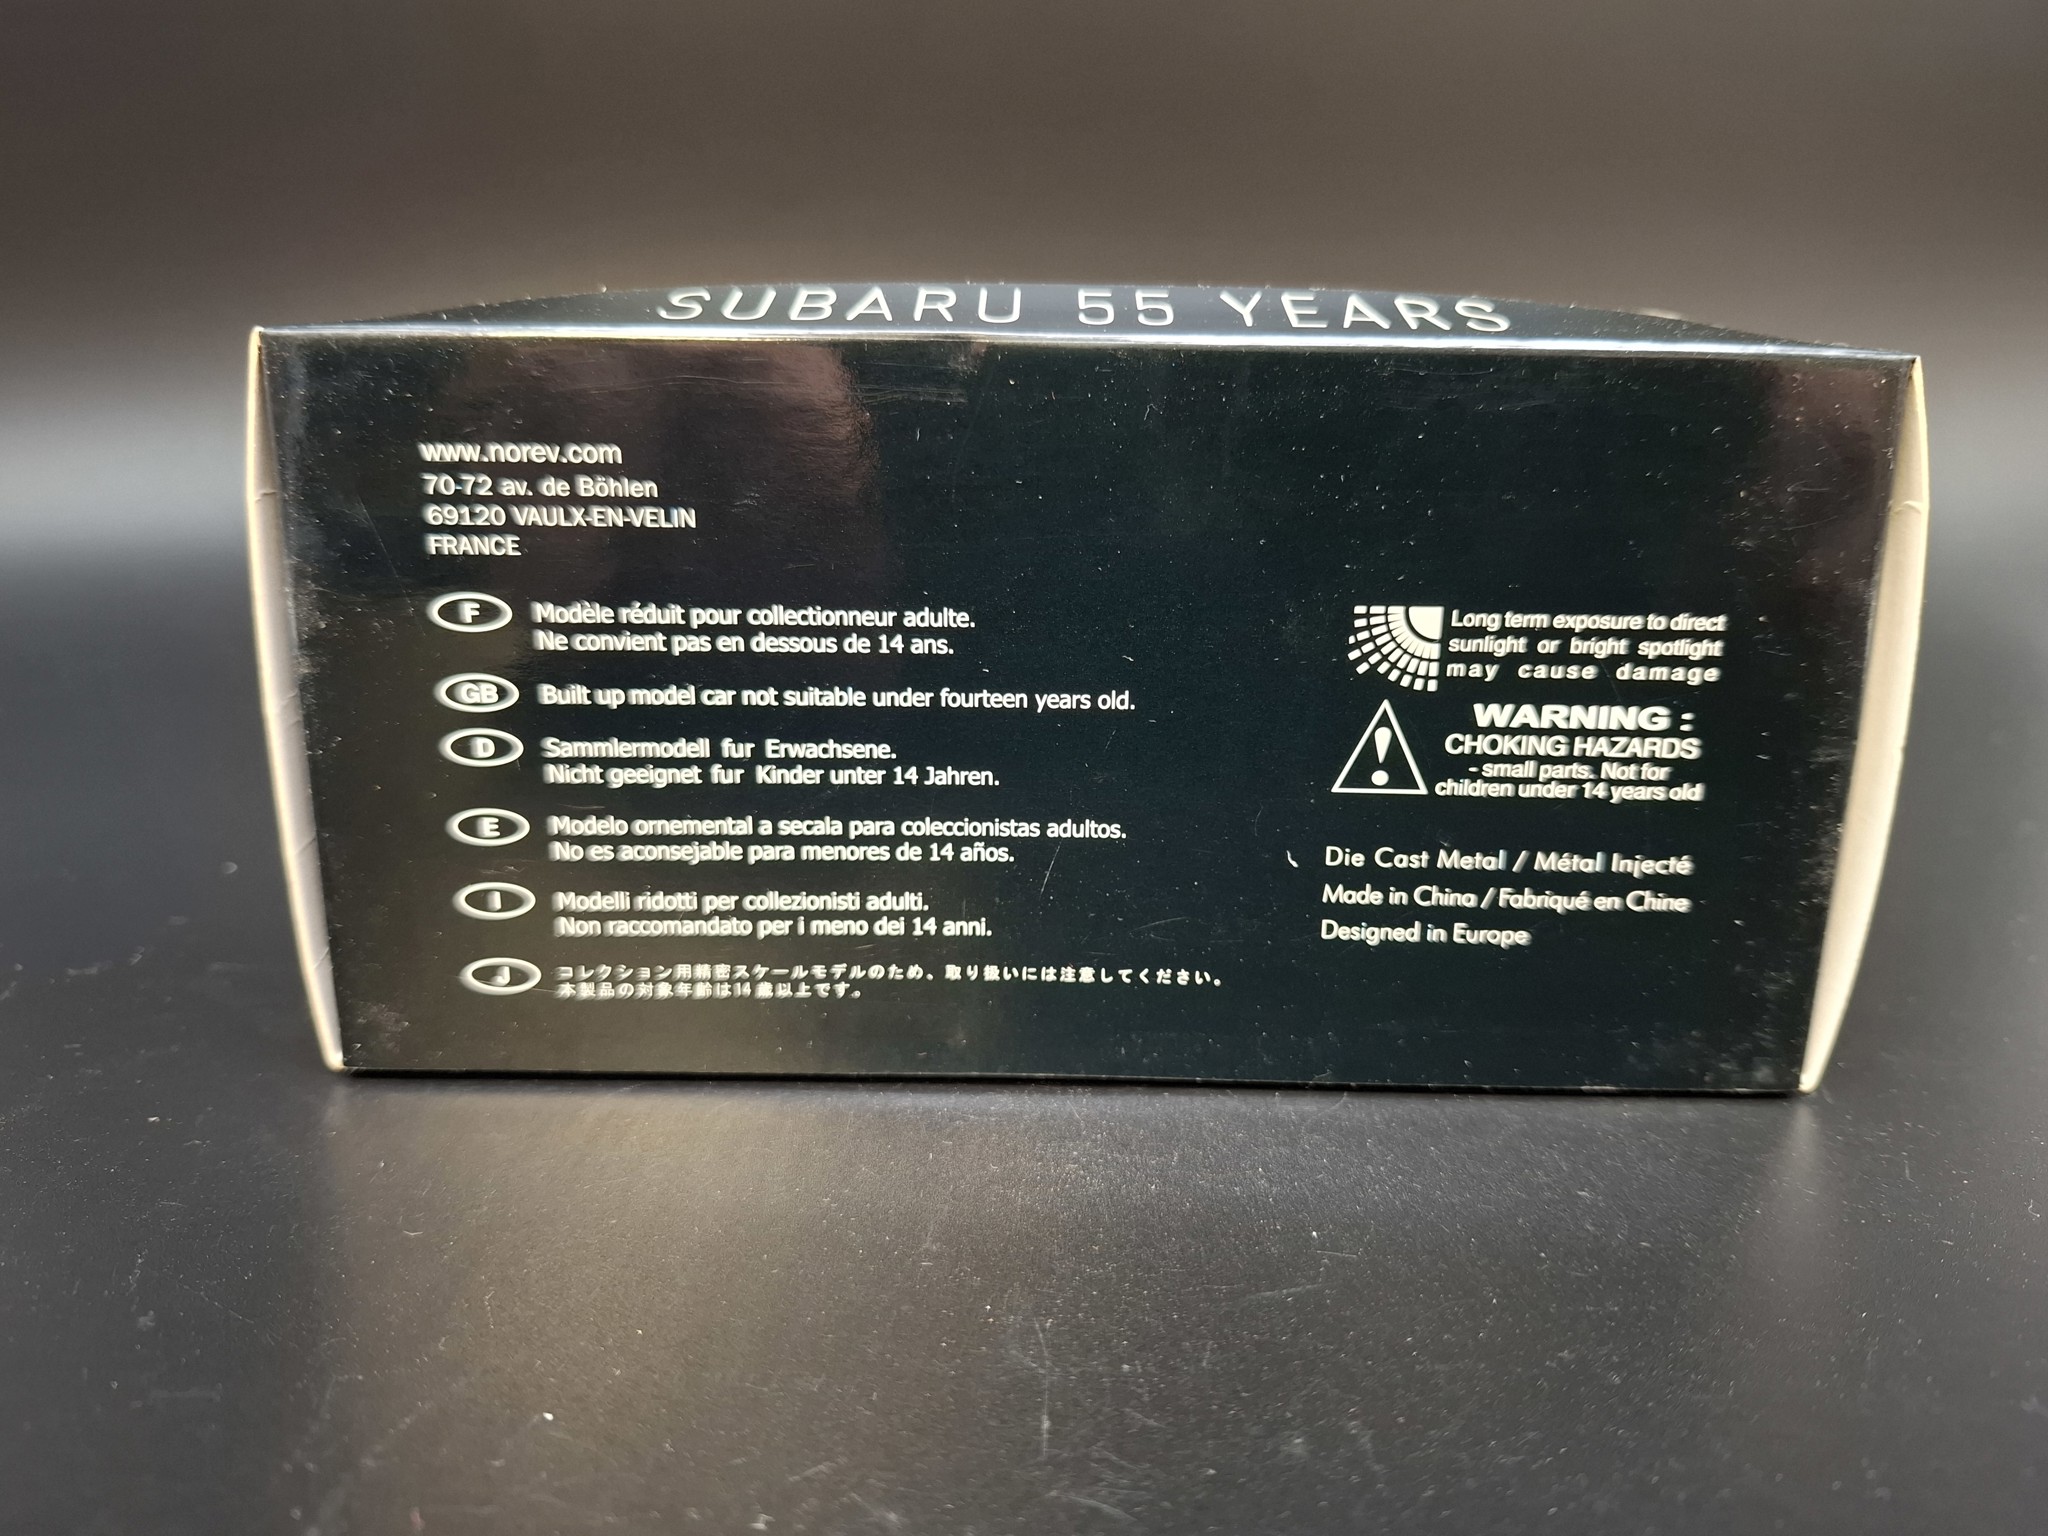 SUBARU 55 YEARS
www.norev.com
70-72 av. de Böhlen
69120 VAULX-EN-VELIN
FRANCE
F Modèle réduit pour collectionneur adulte.
Ne convient pas en dessous de 14 ans.
GB Built up model car not suitable under fourteen years old.
D Sammlermodell fur Erwachsene.
Nicht geeignet fur Kinder unter 14 Jahren.
E Modelo ornemental a secala para coleccionistas adultos.
No es aconsejable para menores de 14 años.
I Modelli ridotti per collezionisti adulti.
Non raccomandato per i meno dei 14 anni.
J コレクション用精密スケールモデルのため、取り扱いには注意してください。
本製品の対象年齢は14歳以上です。
Long term exposure to direct
sunlight or bright spotlight
may cause damage
WARNING :
CHOKING HAZARDS
- small parts. Not for
children under 14 years old
Die Cast Metal / Métal Injecté
Made in China / Fabriqué en Chine
Designed in Europe